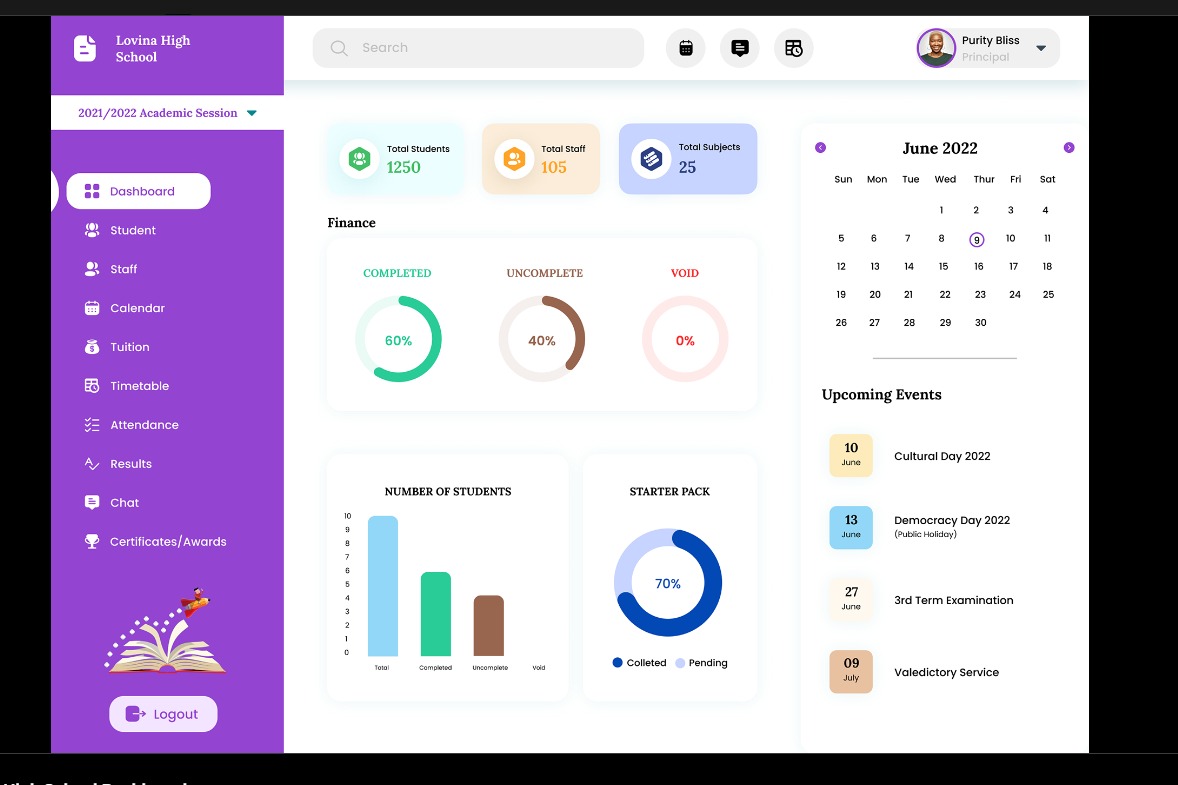 Lovina High
School
Search
Purity Bliss
Principal
2021/2022 Academic Session
Dashboard
Student
Staff
Calendar
Tuition
Timetable
Attendance
Results
Chat
Certificates/Awards
Logout
Total Students
1250
Total Staff
105
Total Subjects
25
Finance
COMPLETED
UNCOMPLETE
VOID
60%
40%
0%
NUMBER OF STUDENTS
10
9
8
7
6
5
4
3
2
1
0
Total Completed Uncomplete Void
STARTER PACK
70%
Colleted Pending
June 2022
Sun Mon Tue Wed Thur Fri Sat
1 2 3 4
5 6 7 8 9 10 11
12 13 14 15 16 17 18
19 20 21 22 23 24 25
26 27 28 29 30
Upcoming Events
10
June
Cultural Day 2022
13
June
Democracy Day 2022
(Public Holiday)
27
June
3rd Term Examination
09
July
Valedictory Service